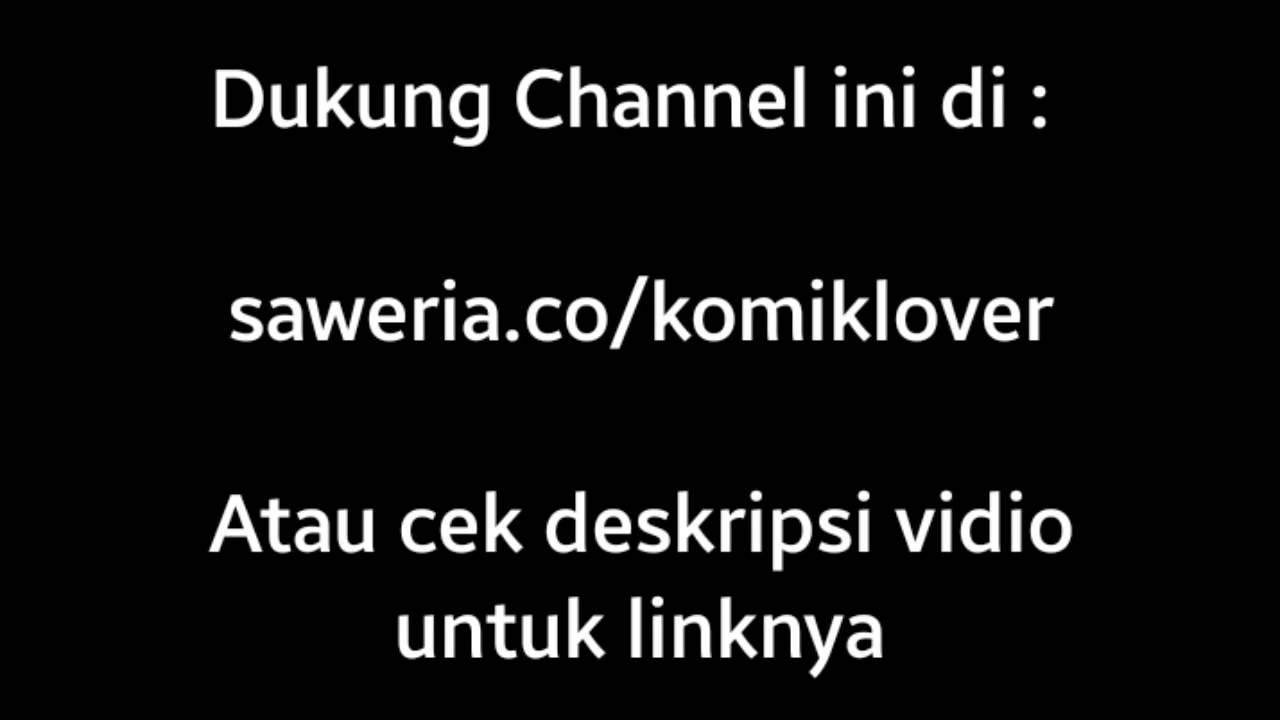 Dukung Channel ini di :
saweria.co/komiklover
Atau cek deskripsi vidio
untuk linknya